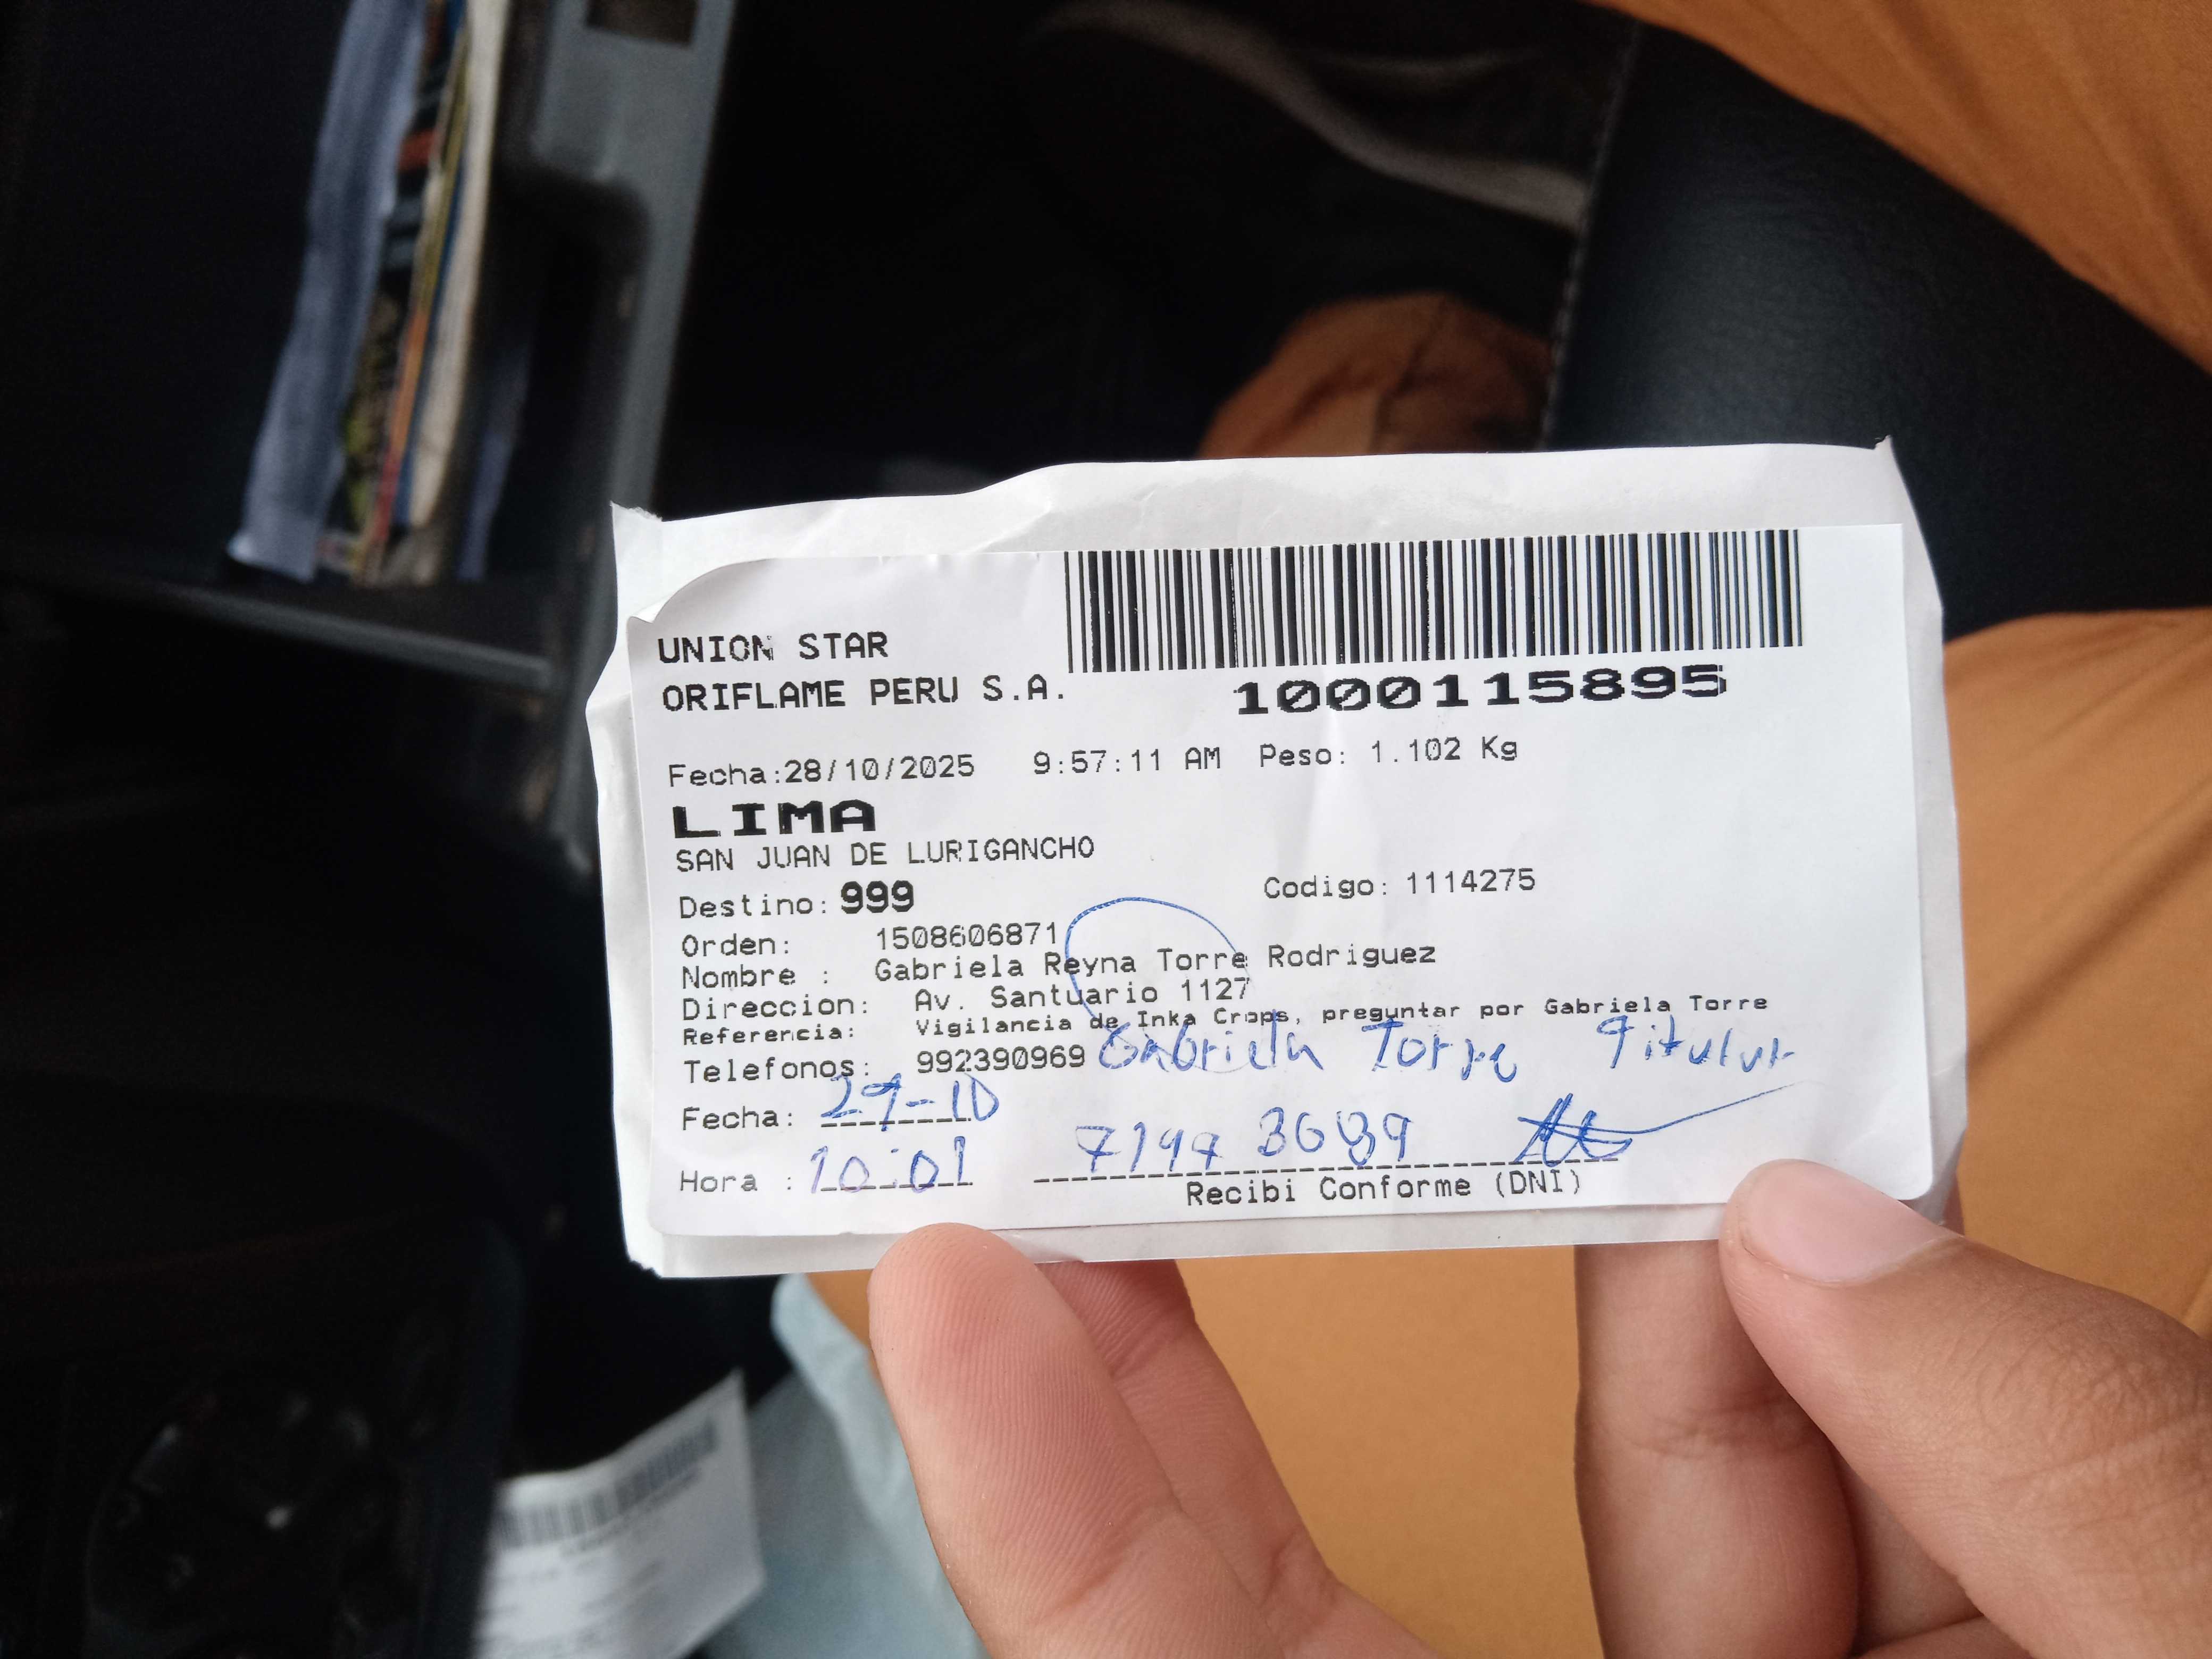 UNION STAR
ORIFLAME PERU S.A.
1000115895
Fecha:28/10/2025 9:57:11 AM Peso: 1.102 Kg
LIMA
SAN JUAN DE LURIGANCHO
Destino: 999 Codigo: 1114275
Orden: 1508606871
Nombre : Gabriela Reyna Torre Rodriguez
Direccion: Av. Santuario 1127
Referencia: Vigilancia de Inka Crops, preguntar por Gabriela Torre
Telefonos: 992390969 Gabriela Torre
Fecha: 29-10
Hora : 10:01
Recibi Conforme (DNI)